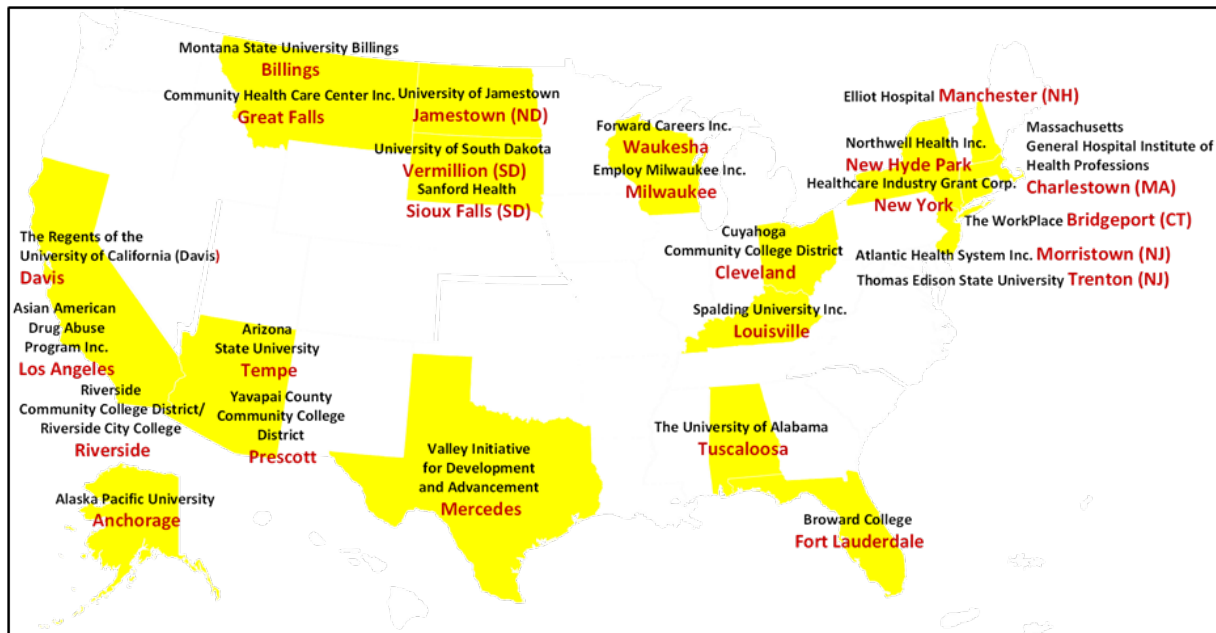 Montana State University Billings
Billings
Community Health Care Center Inc.
Great Falls
University of Jamestown
Jamestown (ND)
University of South Dakota
Vermillion (SD)
Sanford Health
Sioux Falls (SD)
Forward Careers Inc.
Waukesha
Employ Milwaukee Inc.
Milwaukee
Elliot Hospital Manchester (NH)
Northwell Health Inc.
New Hyde Park
Healthcare Industry Grant Corp.
New York
Massachusetts
General Hospital Institute of
Health Professions
Charlestown (MA)
The WorkPlace Bridgeport (CT)
Atlantic Health System Inc. Morristown (NJ)
Thomas Edison State University Trenton (NJ)
Cuyahoga
Community College District
Cleveland
Spalding University Inc.
Louisville
The Regents of the
University of California (Davis)
Davis
Asian American
Drug Abuse
Program Inc.
Los Angeles
Riverside
Community College District/
Riverside City College
Riverside
Arizona
State University
Tempe
Yavapai County
Community College
District
Prescott
Valley Initiative
for Development
and Advancement
Mercedes
The University of Alabama
Tuscaloosa
Broward College
Fort Lauderdale
Alaska Pacific University
Anchorage